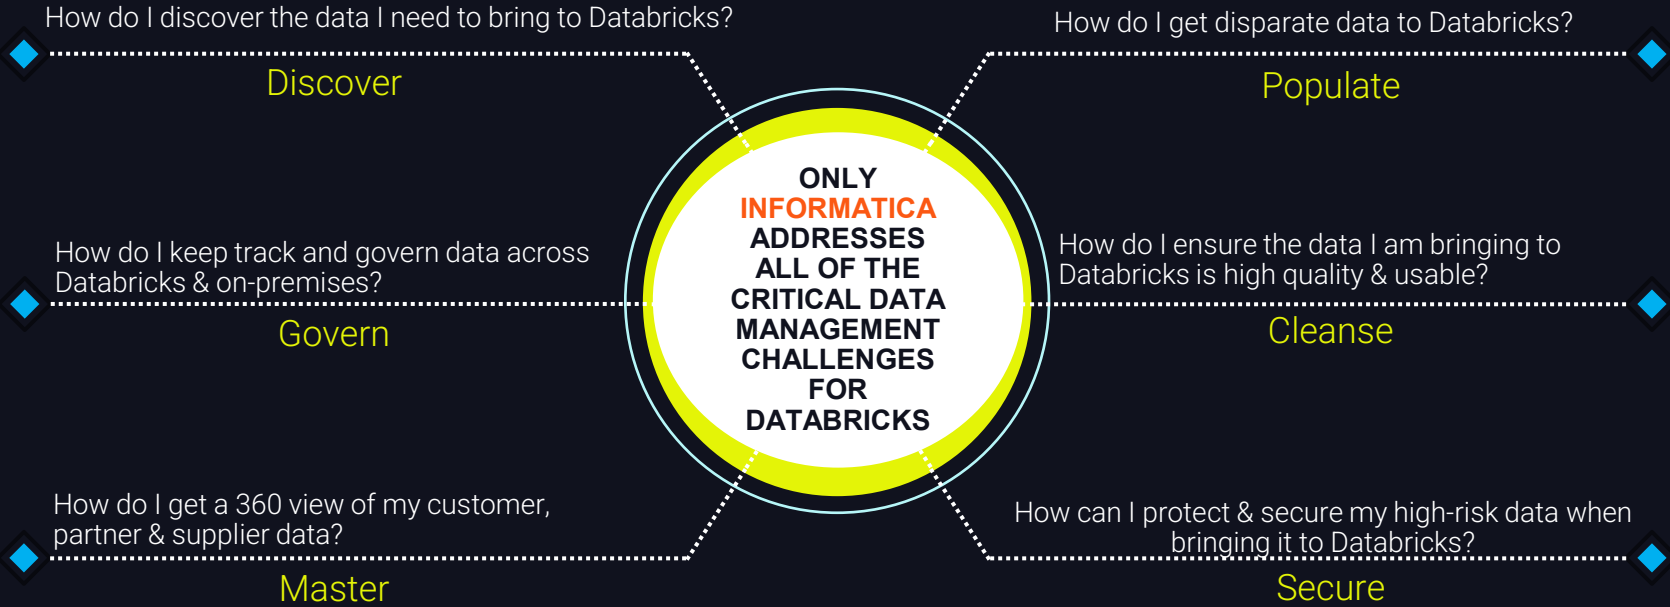 How do I discover the data I need to bring to Databricks?
Discover
How do I get disparate data to Databricks?
Populate
How do I keep track and govern data across
Databricks & on-premises?
Govern
ONLY
INFORMATICA
ADDRESSES
ALL OF THE
CRITICAL DATA
MANAGEMENT
CHALLENGES
FOR
DATABRICKS
How do I ensure the data I am bringing to
Databricks is high quality & usable?
Cleanse
How do I get a 360 view of my customer,
partner & supplier data?
Master
How can I protect & secure my high-risk data when
bringing it to Databricks?
Secure